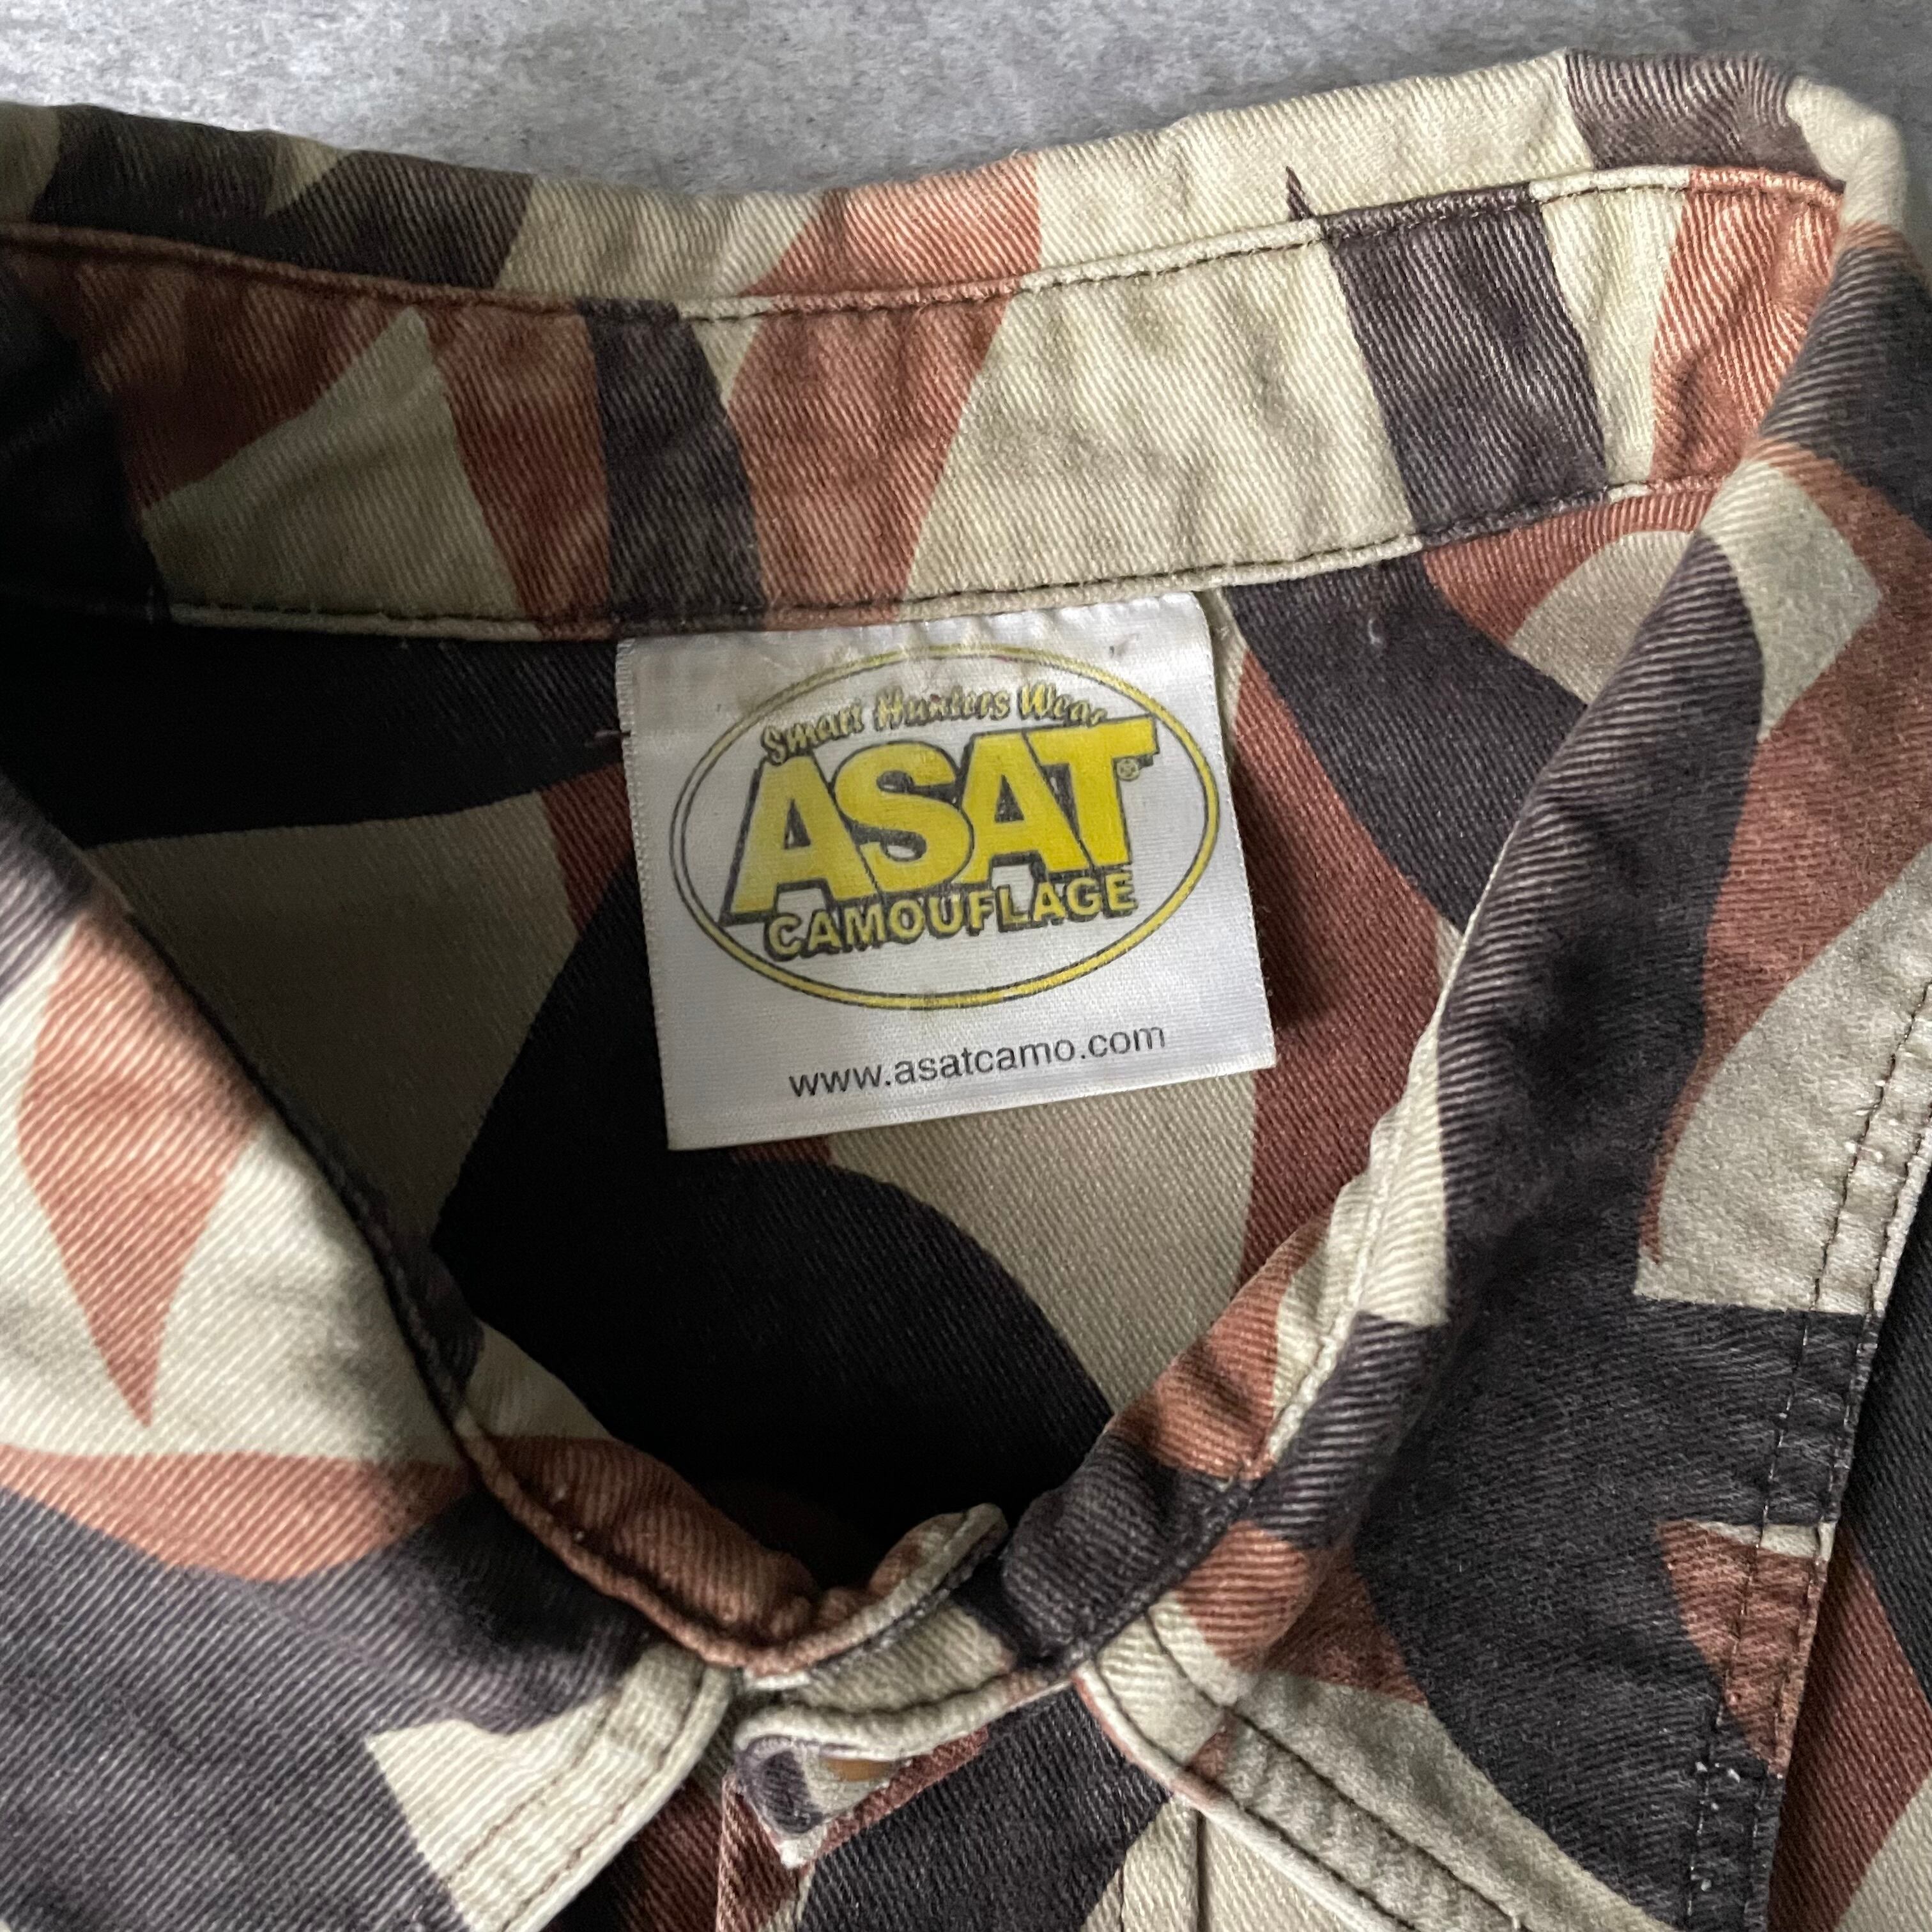 Smart Hunters Wear
ASAT®
CAMOUFLAGE
www.asatcamo.com